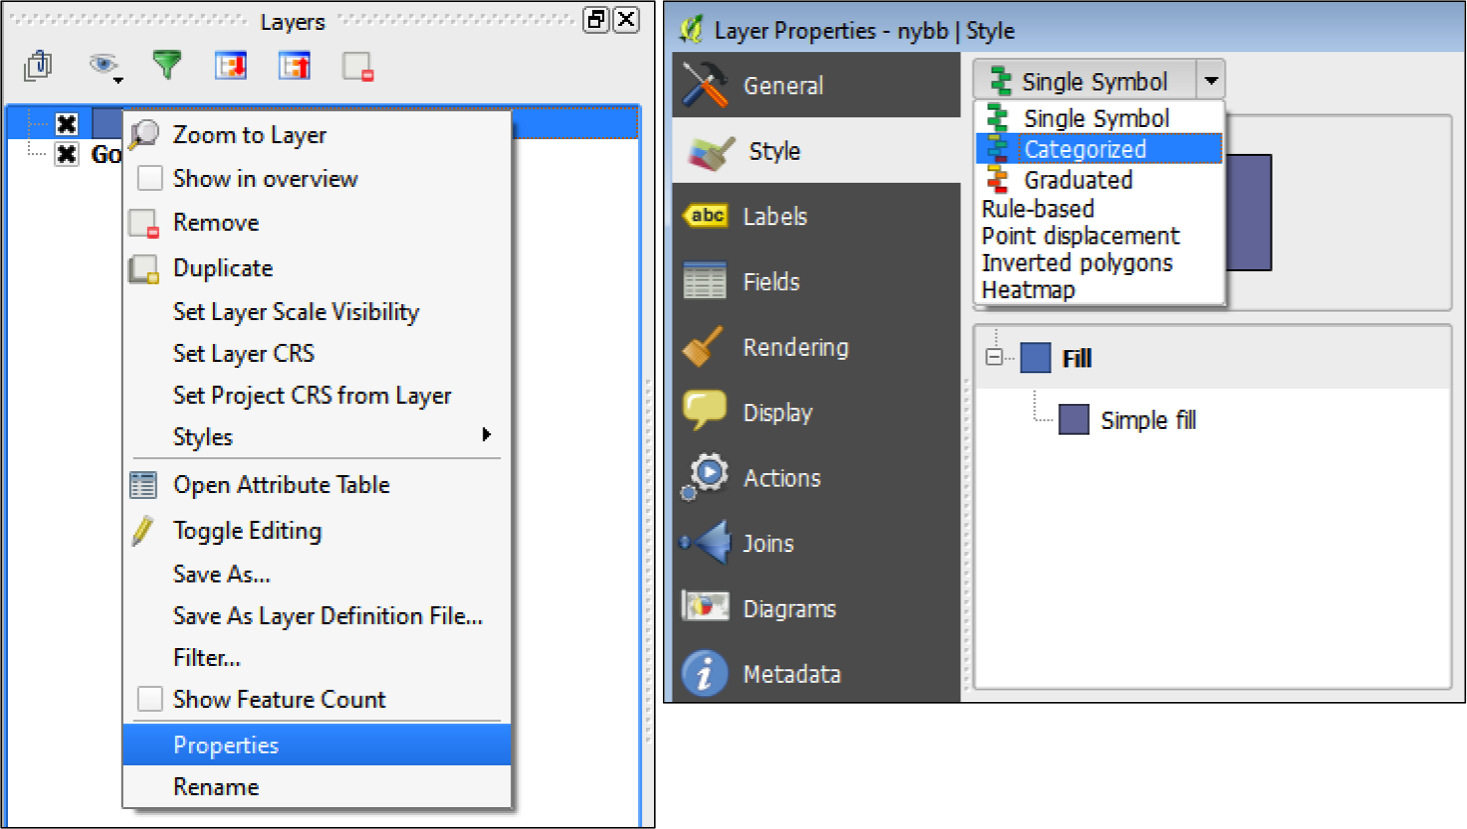 Layers
Go
Zoom to Layer
Show in overview
Remove
Duplicate
Set Layer Scale Visibility
Set Layer CRS
Set Project CRS from Layer
Styles
Open Attribute Table
Toggle Editing
Save As...
Save As Layer Definition File...
Filter...
Show Feature Count
Properties
Rename
Layer Properties - nybb | Style
General
Style
abc Labels
Fields
Rendering
Display
Actions
Joins
Diagrams
i Metadata
Single Symbol
Single Symbol
Categorized
Graduated
Rule-based
Point displacement
Inverted polygons
Heatmap
Fill
Simple fill